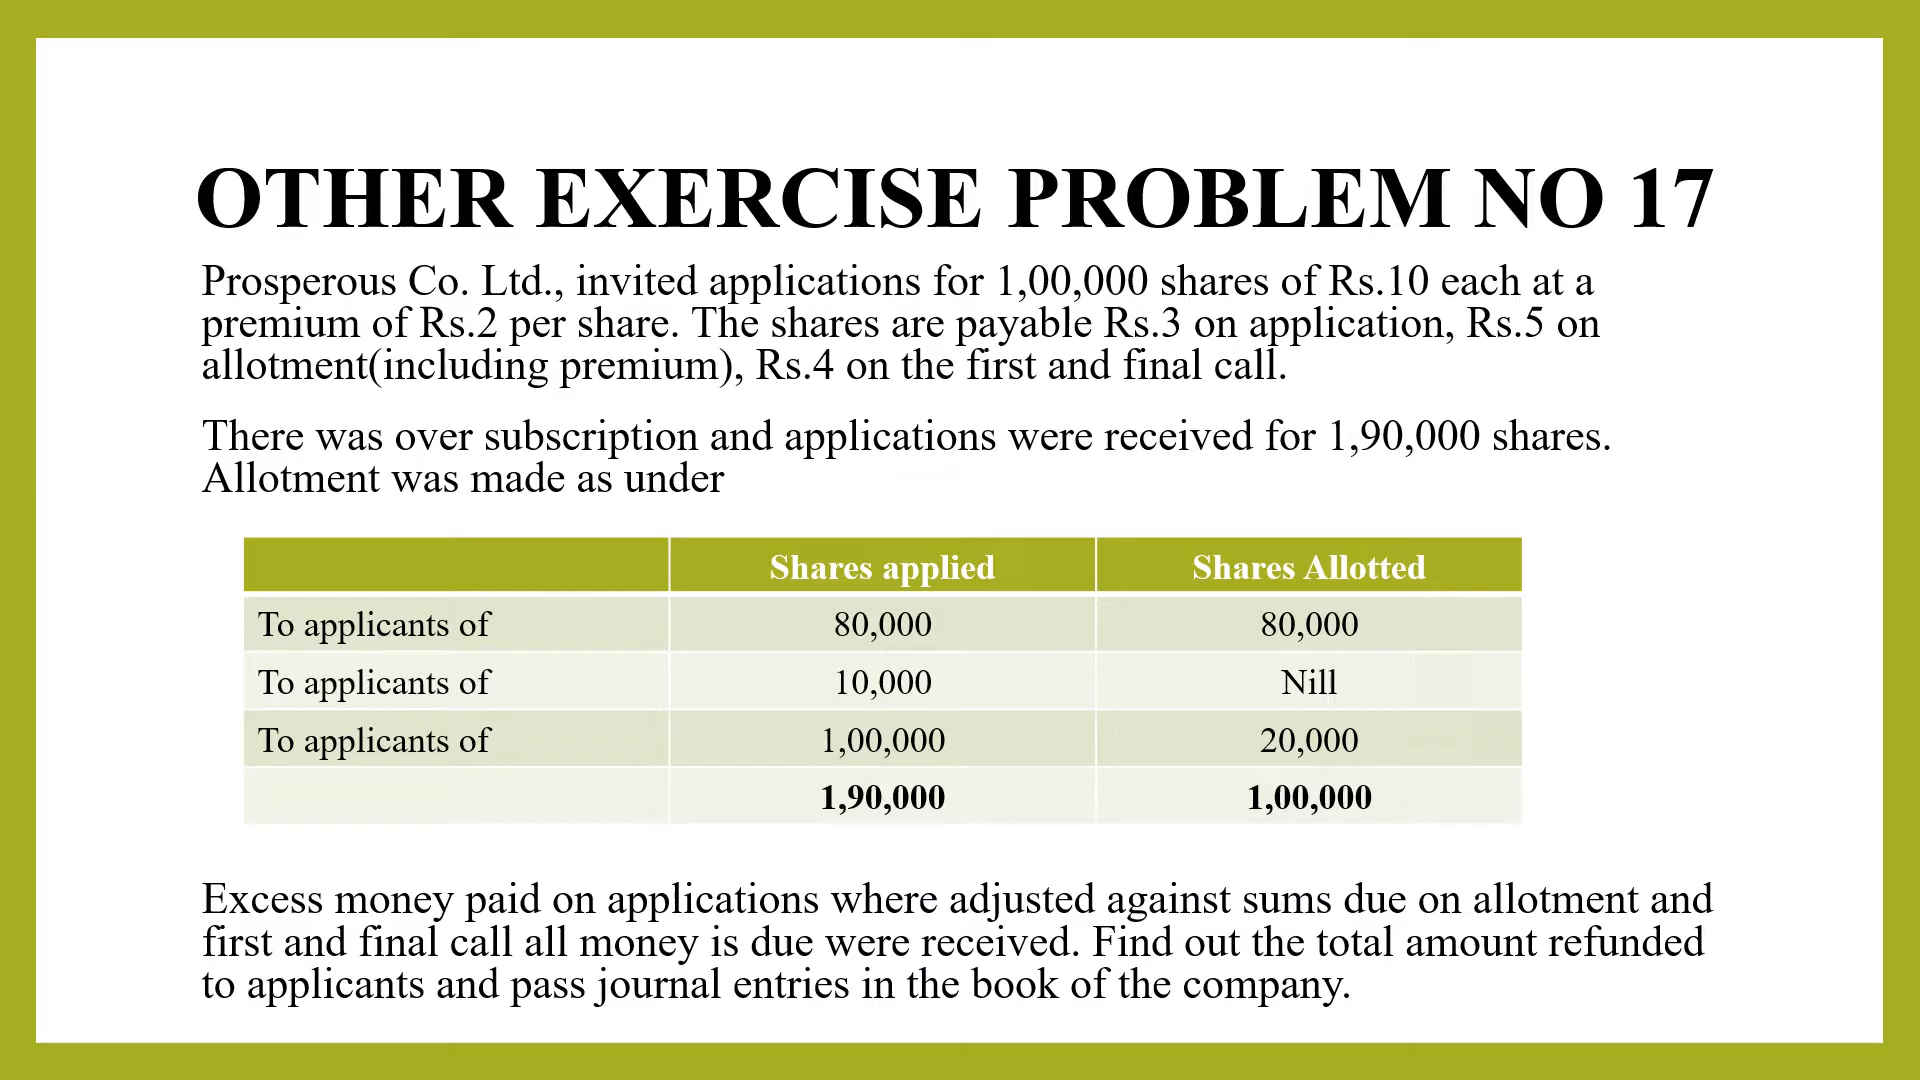 OTHER EXERCISE PROBLEM NO 17
Prosperous Co. Ltd., invited applications for 1,00,000 shares of Rs.10 each at a
premium of Rs.2 per share. The shares are payable Rs.3 on application, Rs.5 on
allotment(including premium), Rs.4 on the first and final call.
There was over subscription and applications were received for 1,90,000 shares.
Allotment was made as under
Shares applied Shares Allotted
To applicants of 80,000 80,000
To applicants of 10,000 Nill
To applicants of 1,00,000 20,000
1,90,000 1,00,000
Excess money paid on applications where adjusted against sums due on allotment and
first and final call all money is due were received. Find out the total amount refunded
to applicants and pass journal entries in the book of the company.